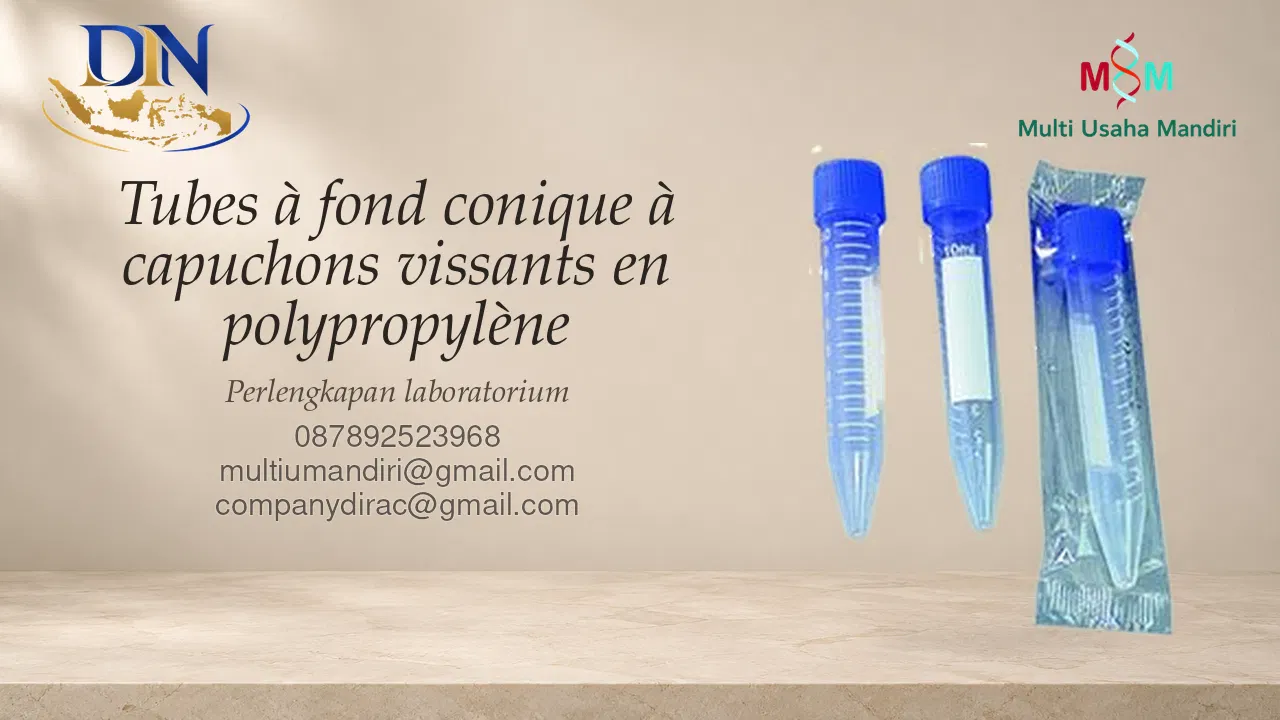 DN
M M
Multi Usaha Mandiri
Tubes à fond conique à
capuchons vissants en
polypropylène
Perlengkapan laboratorium
087892523968
multiumandiri@gmail.com
companydirac@gmail.com
10ml